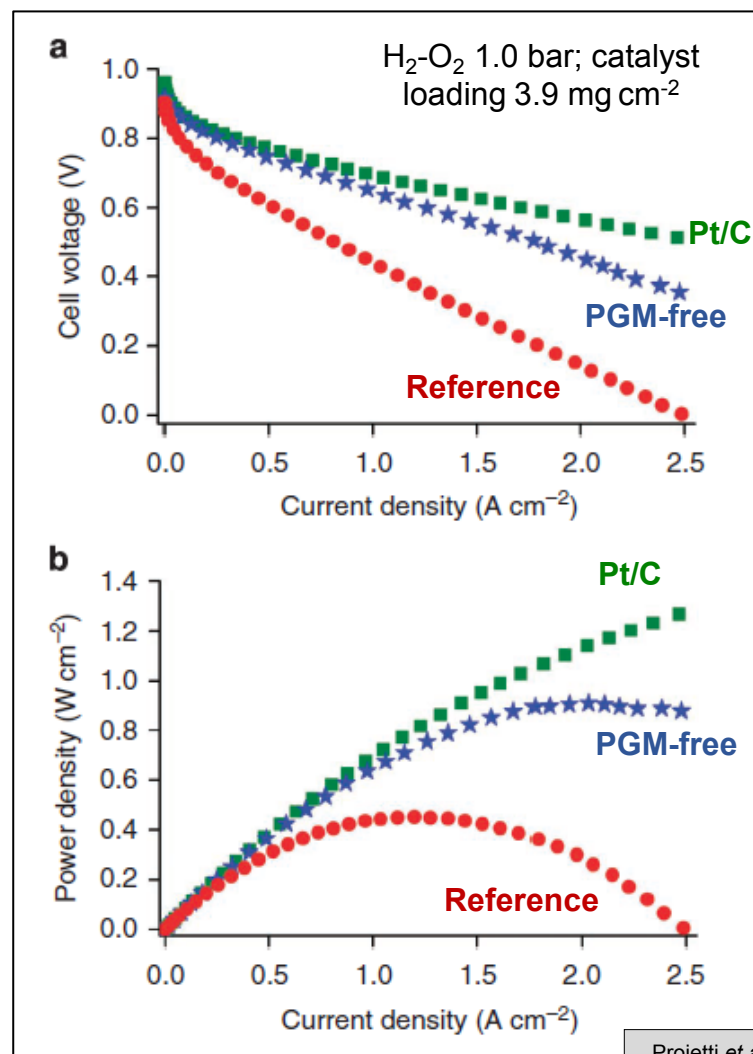 a
H₂-O₂ 1.0 bar; catalyst
loading 3.9 mg cm⁻²
1.0
0.8
0.6
0.4
0.2
0.0
Cell voltage (V)
Pt/C
PGM-free
Reference
0.0 0.5 1.0 1.5 2.0 2.5
Current density (A cm⁻²)
b
1.4
1.2
1.0
0.8
0.6
0.4
0.2
0.0
Power density (W cm⁻²)
Pt/C
PGM-free
Reference
0.0 0.5 1.0 1.5 2.0 2.5
Current density (A cm⁻²)
Proietti et